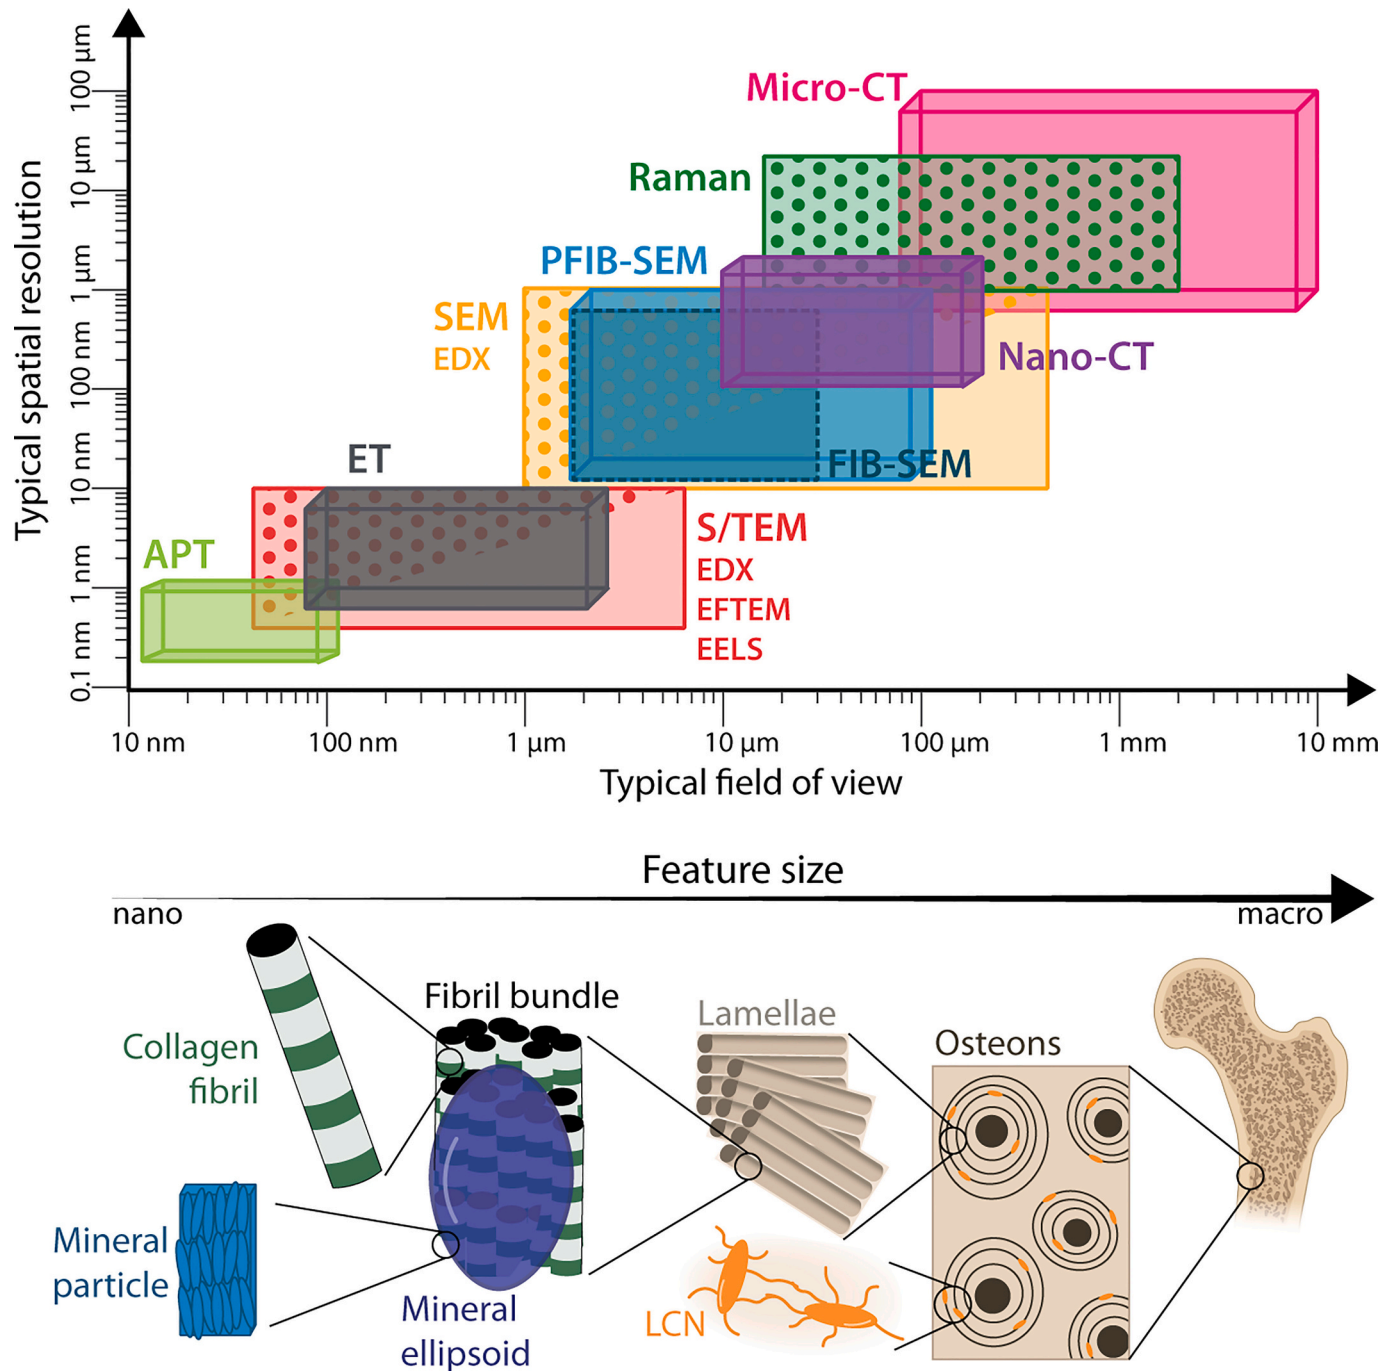 Typical spatial resolution
100 µm
10 µm
1 µm
100 nm
10 nm
1 nm
0.1 nm
Micro-CT
Raman
PFIB-SEM
SEM
EDX
Nano-CT
ET
FIB-SEM
APT
S/TEM
EDX
EFTEM
EELS
10 nm
100 nm
1 µm
10 µm
100 µm
1 mm
10 mm
Typical field of view
Feature size
nano
macro
Collagen
fibril
Fibril bundle
Lamellae
Osteons
Mineral
particle
Mineral
ellipsoid
LCN